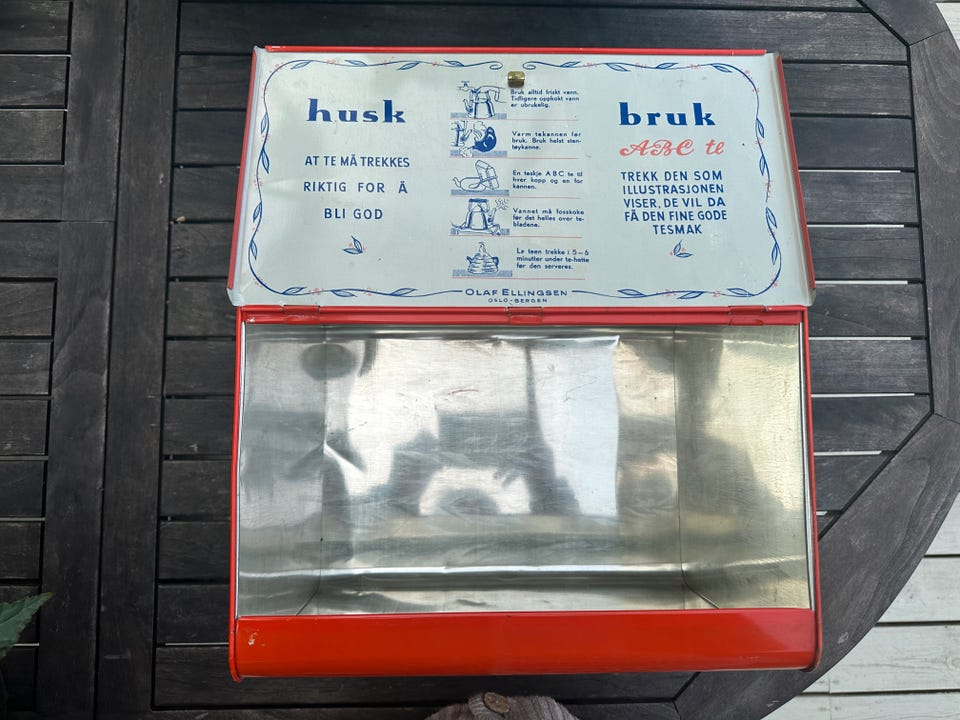 husk
AT TE MÅ TREKKES
RIKTIG FOR Å
BLI GOD
Bruk alltid friskt vann.
Tidligere oppkokt vann
er ubrukelig.
Varm tekannen før
bruk. Bruk helst sten-
tøykanne.
En teskje ABC te til
hver kopp og en for
kannen.
Vannet må fosskoke
før det helles over te-
bladene.
La teen trekke i 5-6
minutter under te-hette
før den serveres.
bruk
ABC te
TREKK DEN SOM
ILLUSTRASJONEN
VISER, DE VIL DA
FÅ DEN FINE GODE
TESMAK
OLAF ELLINGSEN
OSLO-BERGEN